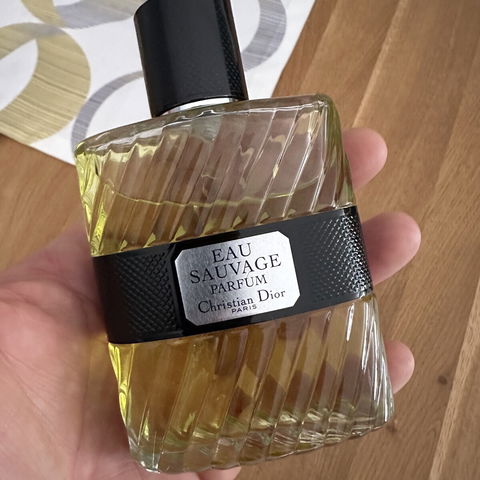 EAU
SAUVAGE
PARFUM
Christian Dior
PARIS